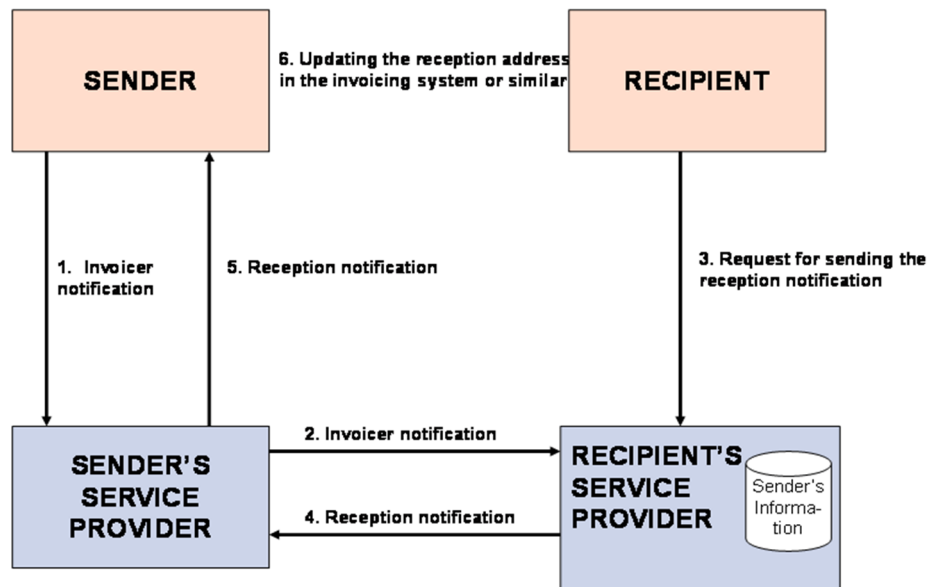 SENDER
6. Updating the reception address
in the invoicing system or similar
RECIPIENT
1. Invoicer
notification
5. Reception notification
3. Request for sending the
reception notification
2. Invoicer notification
SENDER'S
SERVICE
PROVIDER
RECIPIENT'S
SERVICE
PROVIDER
Sender's
Informa-
tion
4. Reception notification